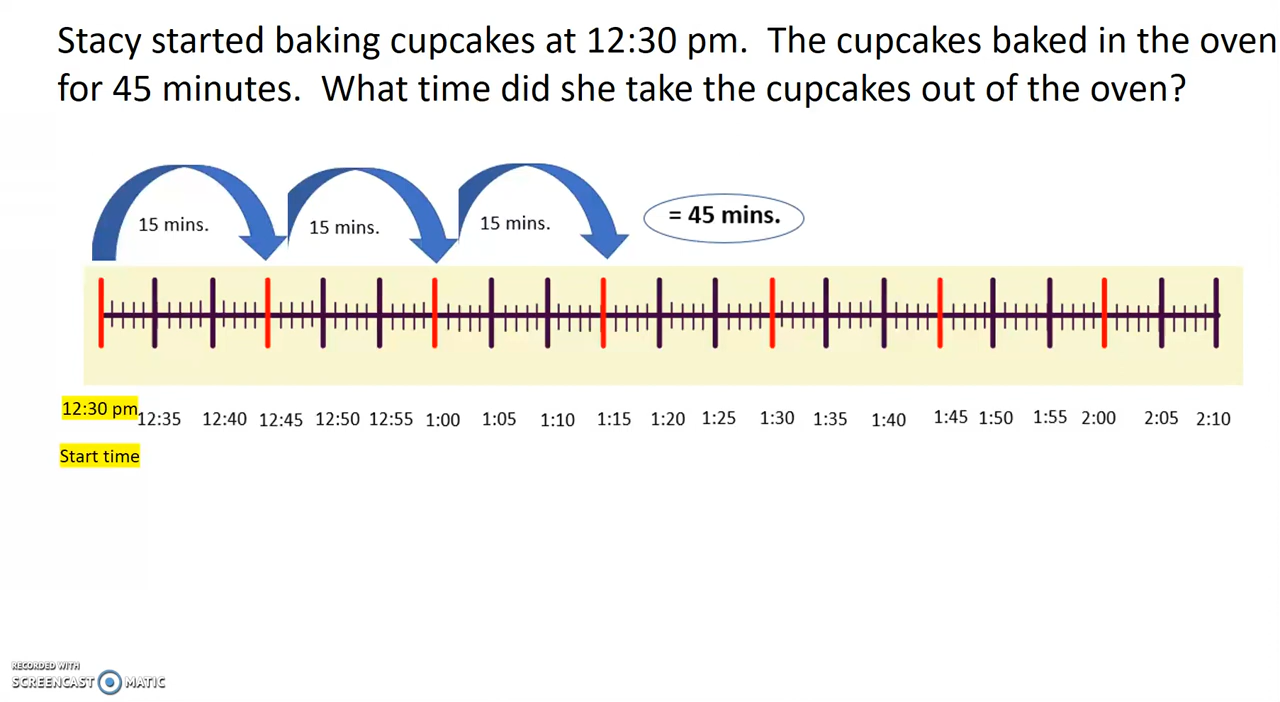 Stacy started baking cupcakes at 12:30 pm. The cupcakes baked in the oven
for 45 minutes. What time did she take the cupcakes out of the oven?
15 mins.
15 mins.
15 mins.
= 45 mins.
12:30 pm 12:35 12:40 12:45 12:50 12:55 1:00 1:05 1:10 1:15 1:20 1:25 1:30 1:35 1:40 1:45 1:50 1:55 2:00 2:05 2:10
Start time
RECORDED WITH
SCREENCAST MATIC